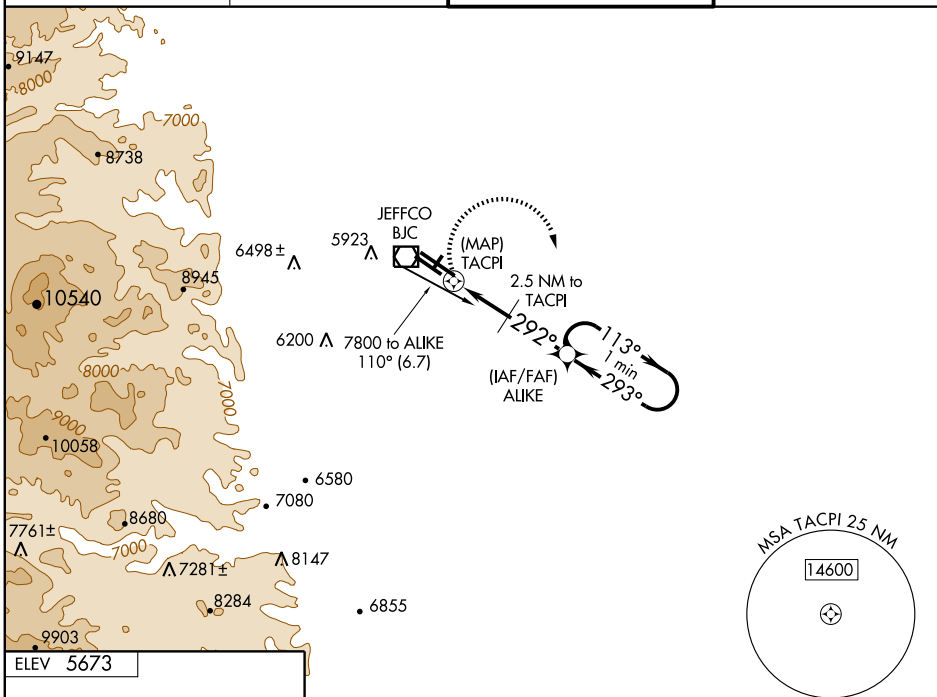 9147
8000
7000
8738
JEFFCO
BJC
(MAP)
TACPI
6498 ±
5923
8945
10540
2.5 NM to
TACPI
292°
113°
1 min
293°
6200
7800 to ALIKE
110° (6.7)
(IAF/FAF)
ALIKE
8000
7000
9000
10058
6580
7080
8680
7761±
7000
7281±
8147
8284
6855
9903
MSA TACPI 25 NM
14600
ELEV 5673